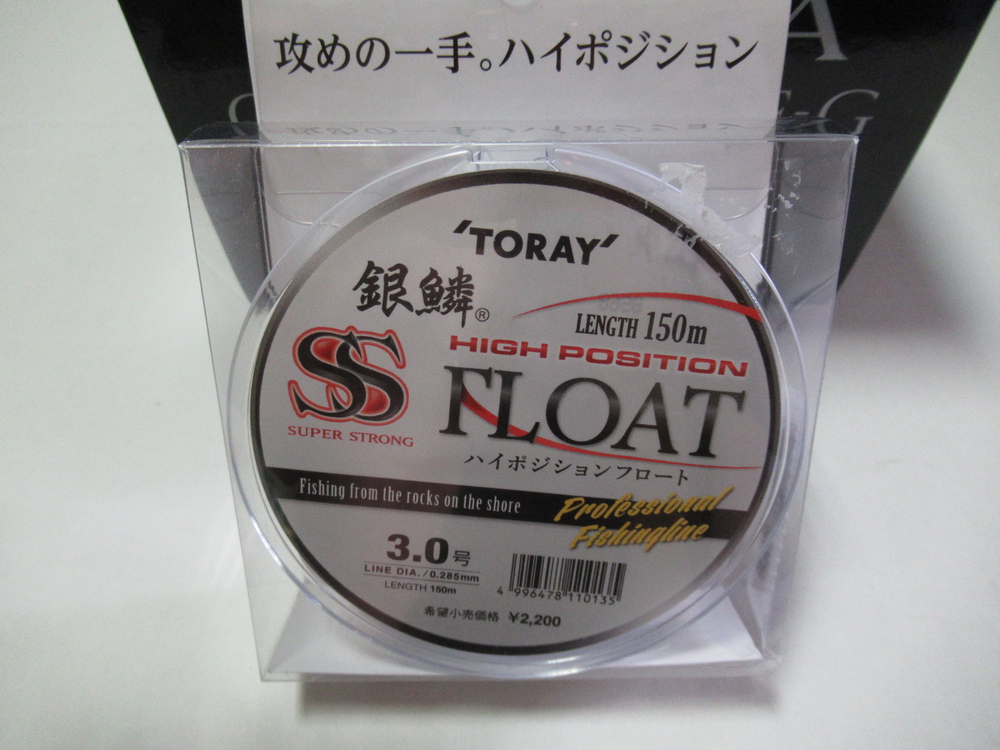 攻めの一手。ハイポジション
'TORAY'
銀鱗®
LENGTH 150m
HIGH POSITION
SS
FLOAT
SUPER STRONG
ハイポジションフロート
Fishing from the rocks on the shore
Professional
Fishingline
3.0号
LINE DIA./0.285mm
LENGTH 150m
4 996478 110135
希望小売価格 ¥2,200